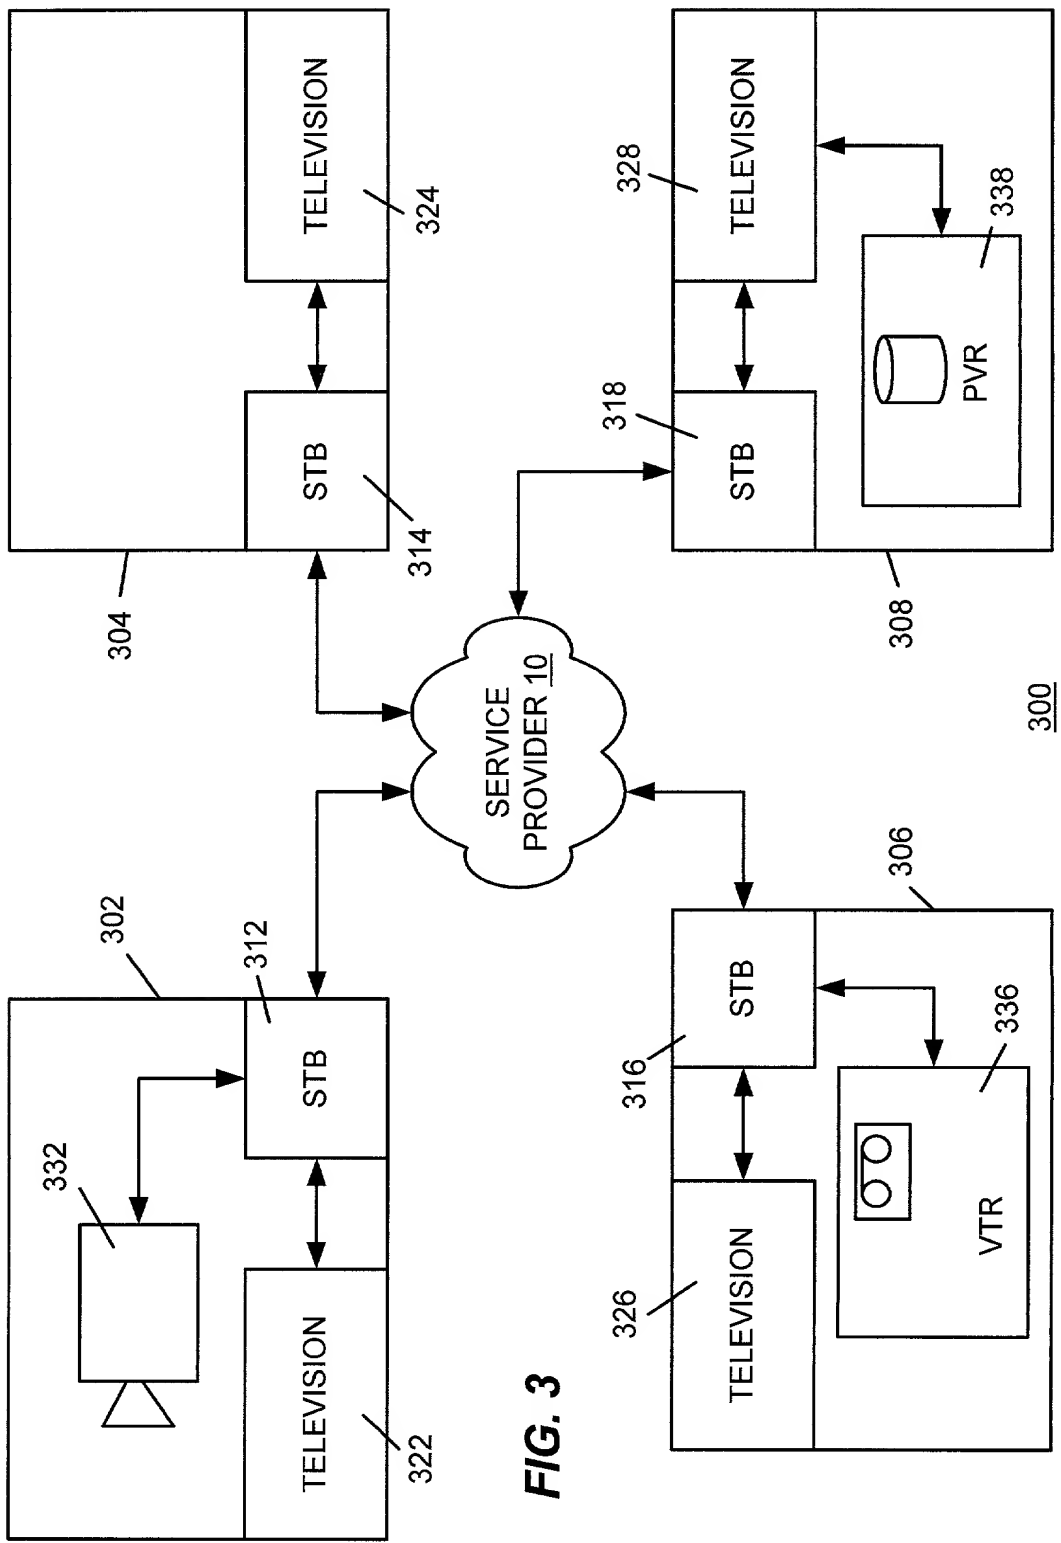 302
332
312
STB
TELEVISION
322
304
314
STB
TELEVISION
324
SERVICE
PROVIDER 10
FIG. 3
326
TELEVISION
316
STB
306
VTR
336
318
STB
328
TELEVISION
308
PVR
338
300